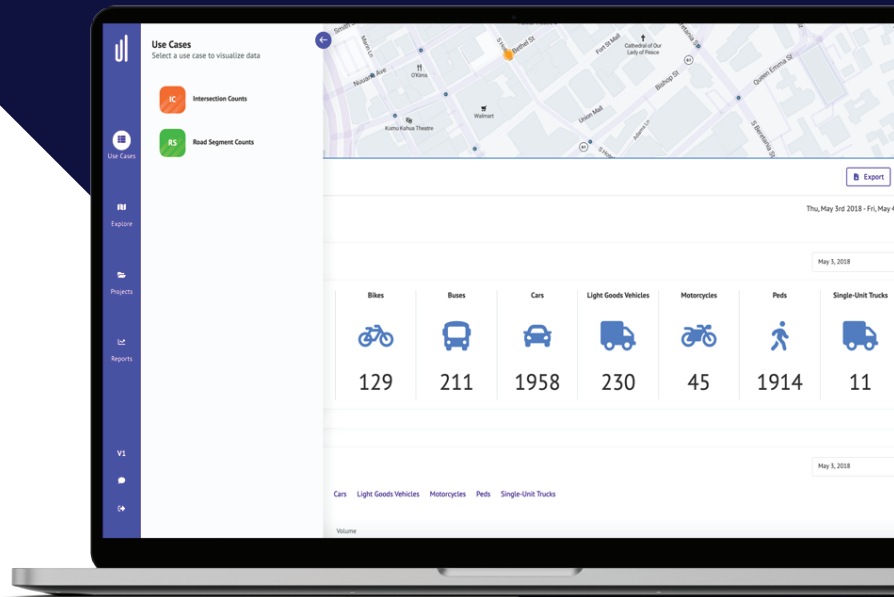 Use Cases
Select a use case to visualize data
IC
Intersection Counts
RS
Road Segment Counts
Use Cases
Explore
Projects
Reports
V1
Bethel St
Nuuanu Ave
O'Kims
Kumu Kahua Theatre
Walmart
Fort St Mall
Cathedral of Our
Lady of Peace
Union Mall
Adams Ln
Bishop St
Queen Emma St
S Beretania St
Export
Thu, May 3rd 2018 - Fri, May
May 3, 2018
Bikes
Buses
Cars
Light Goods Vehicles
Motorcycles
Peds
Single-Unit Trucks
129
211
1958
230
45
1914
11
May 3, 2018
Cars
Light Goods Vehicles
Motorcycles
Peds
Single-Unit Trucks
Volume